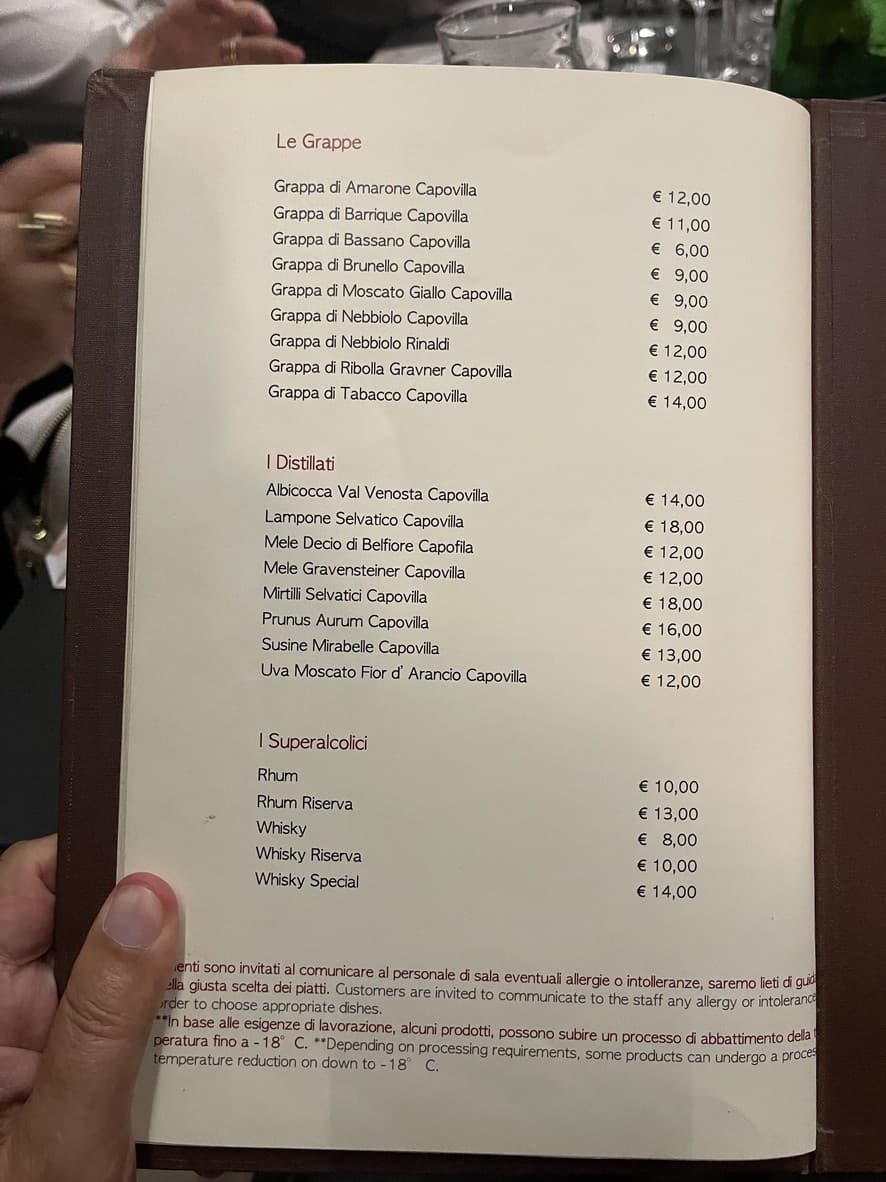 Le Grappe
Grappa di Amarone Capovilla € 12,00
Grappa di Barrique Capovilla € 11,00
Grappa di Bassano Capovilla € 6,00
Grappa di Brunello Capovilla € 9,00
Grappa di Moscato Giallo Capovilla € 9,00
Grappa di Nebbiolo Capovilla € 9,00
Grappa di Nebbiolo Rinaldi € 12,00
Grappa di Ribolla Gravner Capovilla € 12,00
Grappa di Tabacco Capovilla € 14,00
I Distillati
Albicocca Val Venosta Capovilla € 14,00
Lampone Selvatico Capovilla € 18,00
Mele Decio di Belfiore Capofila € 12,00
Mele Gravensteiner Capovilla € 12,00
Mirtilli Selvatici Capovilla € 18,00
Prunus Aurum Capovilla € 16,00
Susine Mirabelle Capovilla € 13,00
Uva Moscato Fior d' Arancio Capovilla € 12,00
I Superalcolici
Rhum € 10,00
Rhum Riserva € 13,00
Whisky € 8,00
Whisky Riserva € 10,00
Whisky Special € 14,00
sono invitati al comunicare al personale di sala eventuali allergie o intolleranze, saremo lieti di
giusta scelta dei piatti. Customers are invited to communicate to the staff any allergy or
order to choose appropriate dishes.
**In base alle esigenze di lavorazione, alcuni prodotti, possono subire un processo di abbattimento della
peratura fino a -18° C. **Depending on processing requirements, some products can undergo a
temperature reduction on down to -18° C.